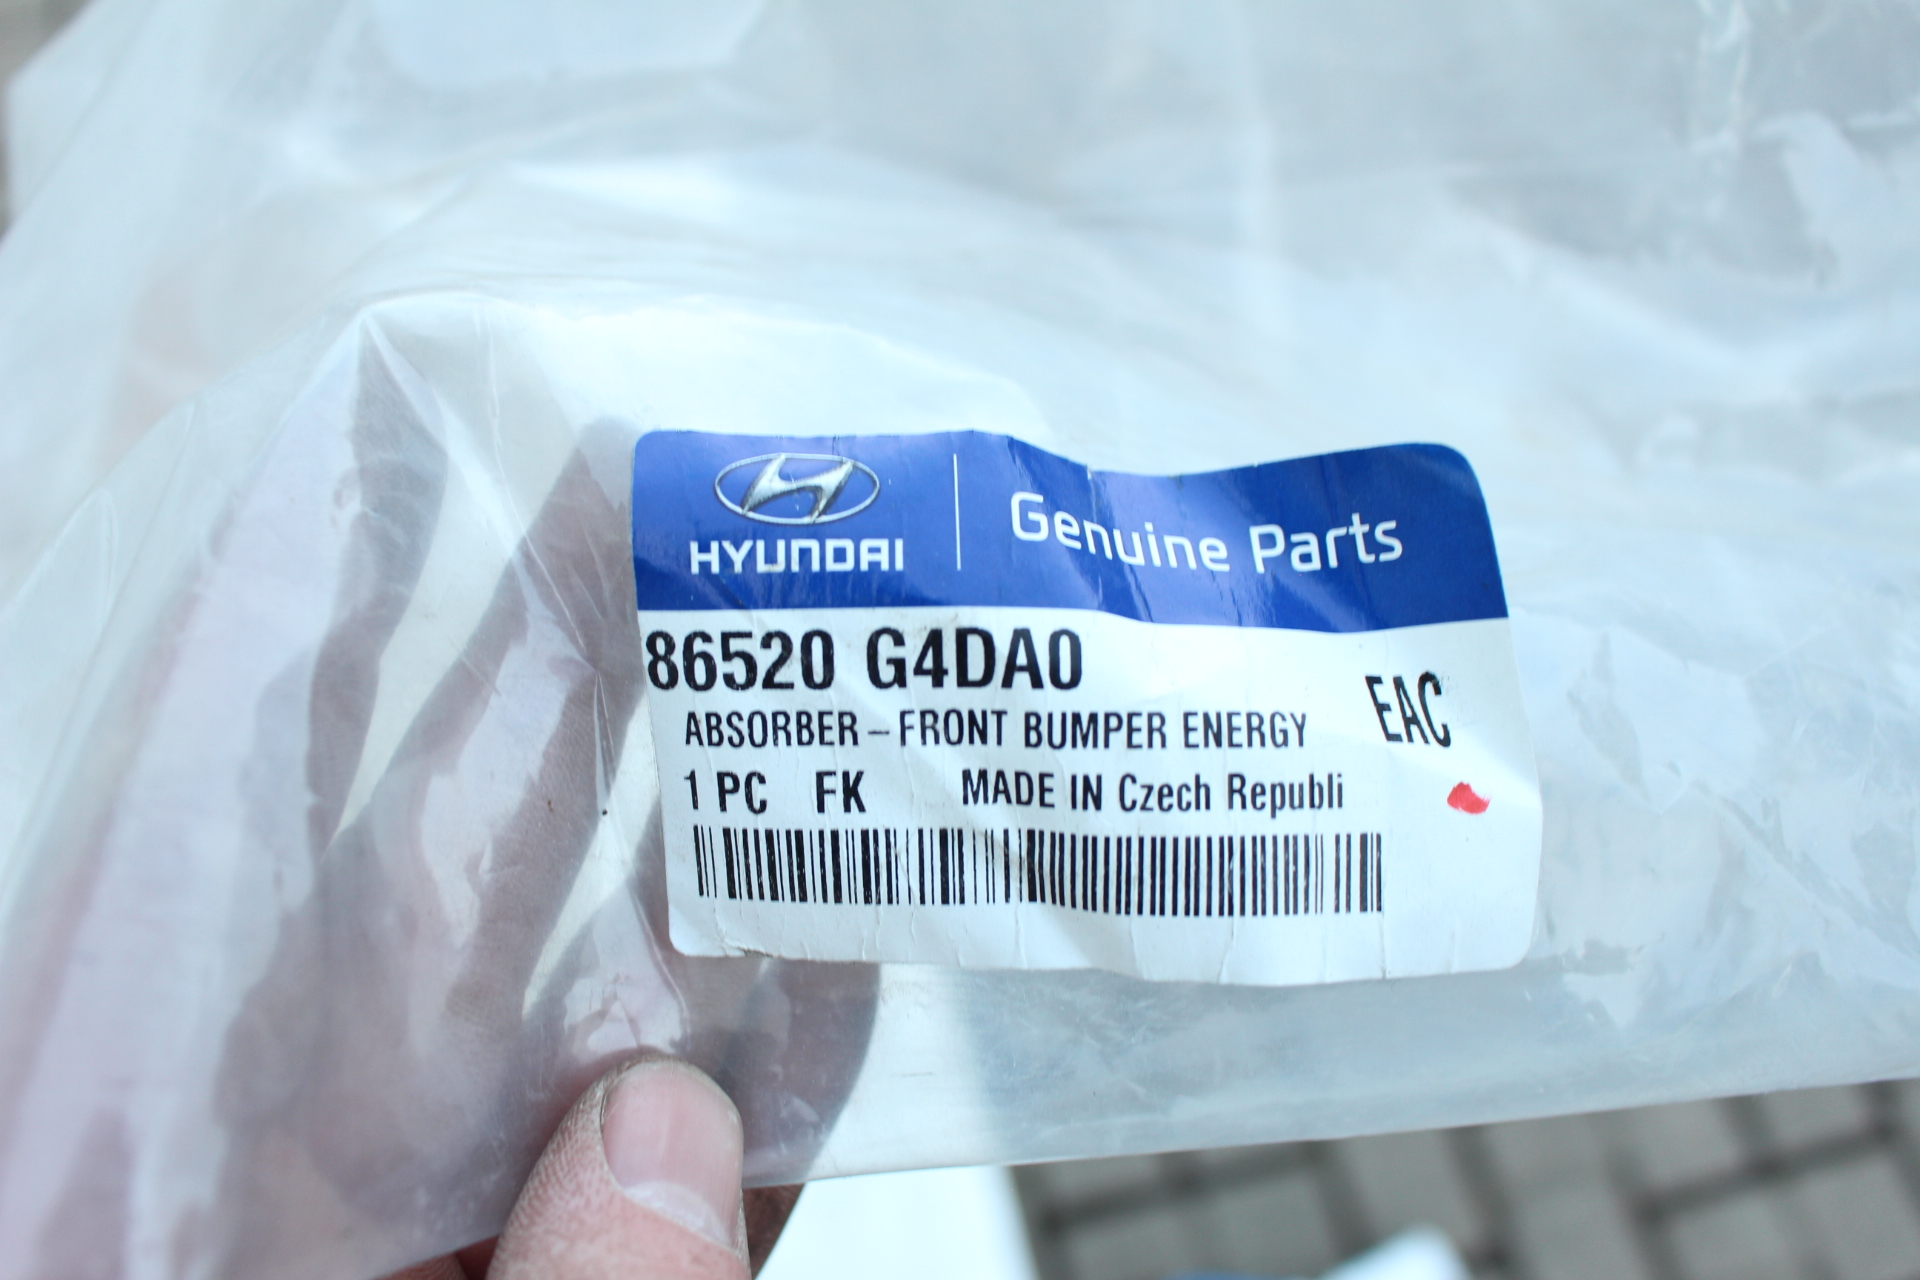 HYUNDAI
Genuine Parts
86520 G4DA0
ABSORBER-FRONT BUMPER ENERGY
EAC
1 PC FK MADE IN Czech Republi